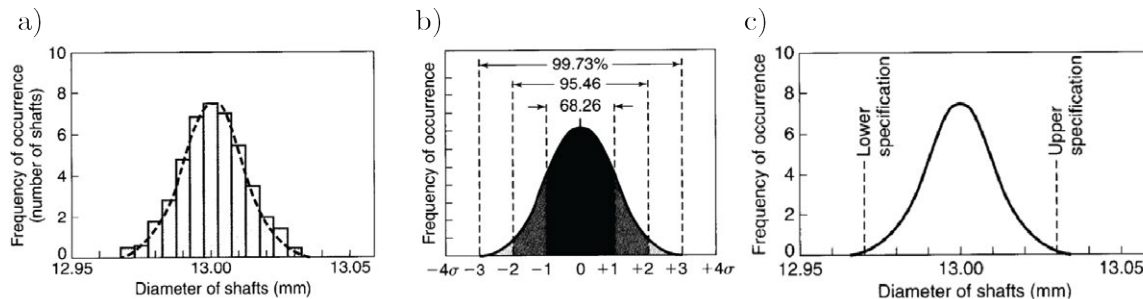 a)
Frequency of occurrence
(number of shafts)
10
8
6
4
2
0
12.95
13.00
13.05
Diameter of shafts (mm)
b)
Frequency of occurrence
99.73%
95.46
68.26
−4σ −3 −2 −1 0 +1 +2 +3 +4σ
c)
Frequency of occurrence
10
8
6
4
2
0
Lower
specification
Upper
specification
12.95
13.00
13.05
Diameter of shafts (mm)